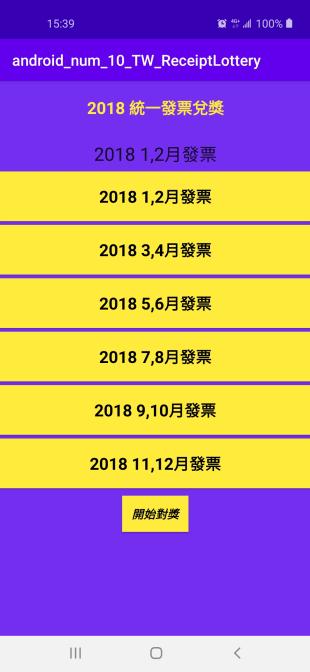 15:39
4G+
100%
android_num_10_TW_ReceiptLottery
2018 統一發票兌獎
2018 1,2月發票
2018 1,2月發票
2018 3,4月發票
2018 5,6月發票
2018 7,8月發票
2018 9,10月發票
2018 11,12月發票
開始對獎